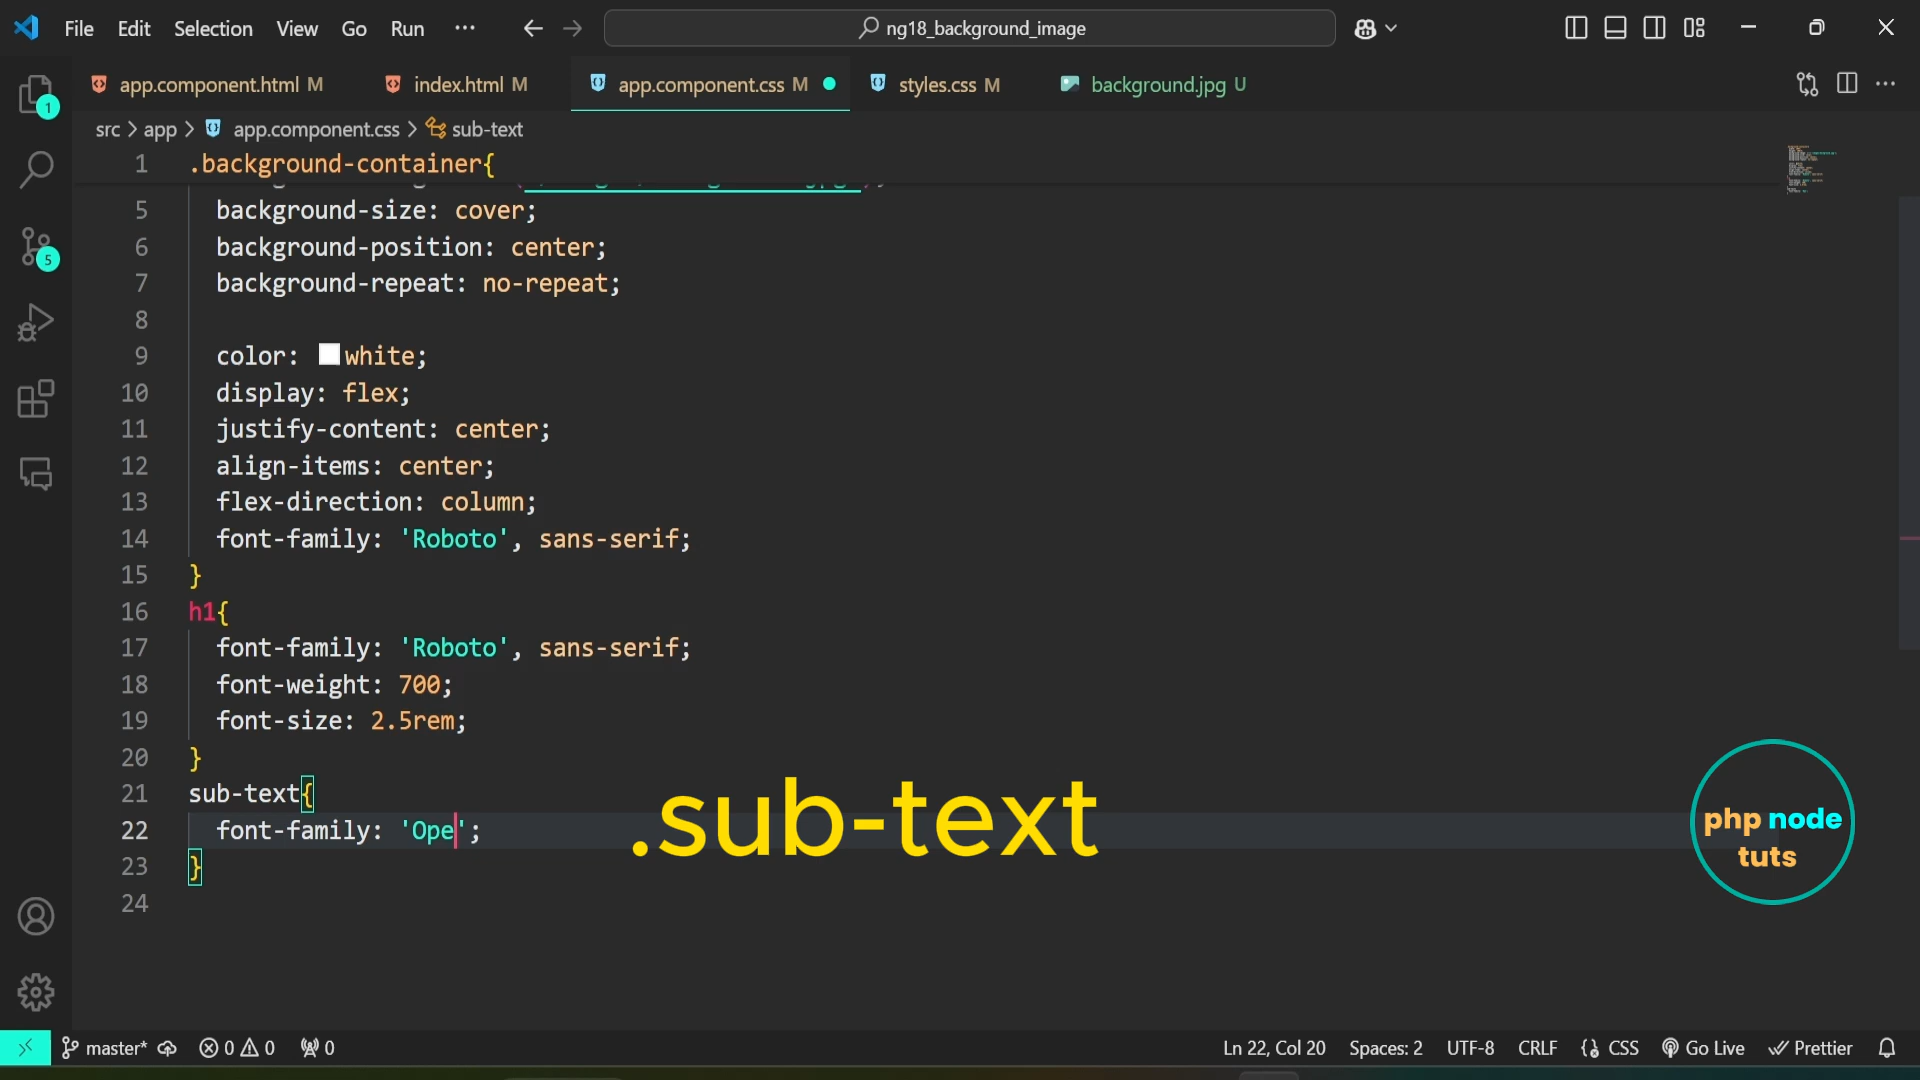 File Edit Selection View Go Run ··· ng18_background_image
app.component.html M index.html M app.component.css M styles.css M background.jpg U
src > app > app.component.css > sub-text
1 .background-container{
5 background-size: cover;
6 background-position: center;
7 background-repeat: no-repeat;
8
9 color: white;
10 display: flex;
11 justify-content: center;
12 align-items: center;
13 flex-direction: column;
14 font-family: 'Roboto', sans-serif;
15 }
16 h1{
17 font-family: 'Roboto', sans-serif;
18 font-weight: 700;
19 font-size: 2.5rem;
20 }
21 sub-text{
22 font-family: 'Ope';
23 }
24
.sub-text
php node
tuts
1
5
master* 0 0 0 Ln 22, Col 20 Spaces: 2 UTF-8 CRLF {} CSS Go Live Prettier